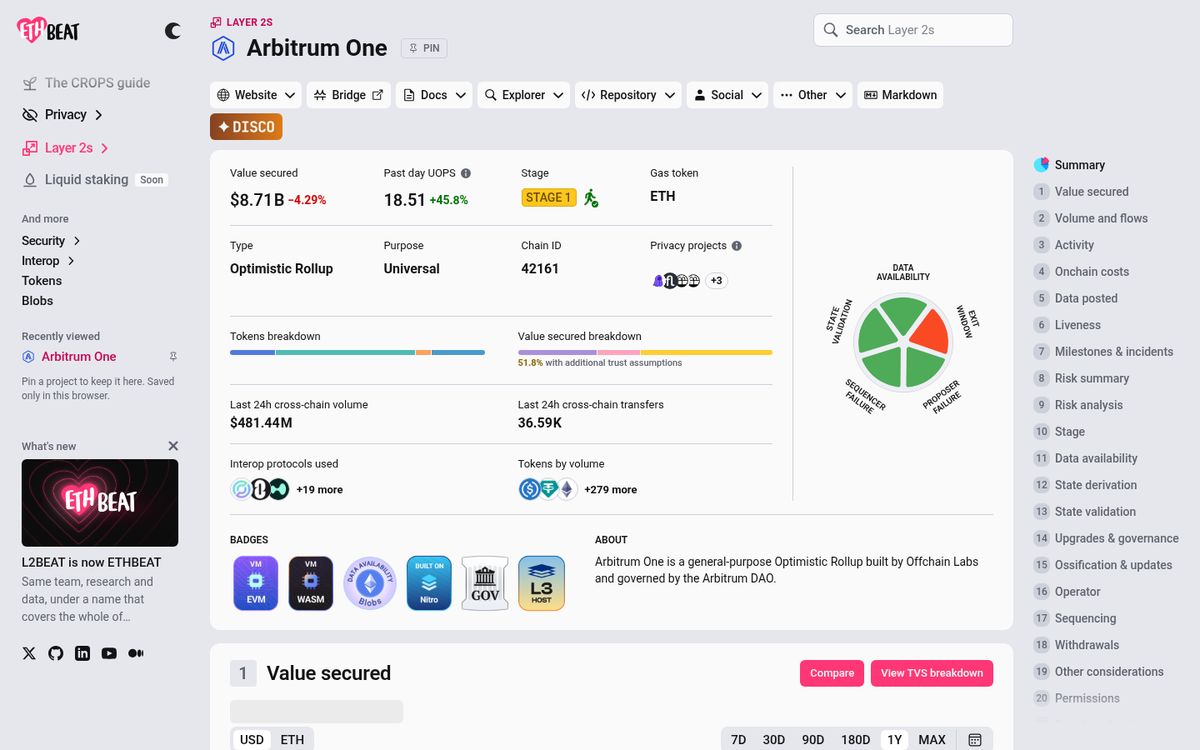 ETHBEAT
The CROPS guide
Privacy
Layer 2s
Liquid staking Soon
And more
Security
Interop
Tokens
Blobs
Recently viewed
Arbitrum One
Pin a project to keep it here. Saved
only in this browser.
What's new
ETHBEAT
L2BEAT is now ETHBEAT
Same team, research and
data, under a name that
covers the whole of…
LAYER 2S
Arbitrum One PIN
Search Layer 2s
Website Bridge Docs Explorer Repository Social Other Markdown
DISCO
Value secured Past day UOPS Stage Gas token
$8.71B -4.29% 18.51 +45.8% STAGE 1 ETH
Type Purpose Chain ID Privacy projects
Optimistic Rollup Universal 42161 +3
Tokens breakdown Value secured breakdown
51.8% with additional trust assumptions
Last 24h cross-chain volume Last 24h cross-chain transfers
$481.44M 36.59K
Interop protocols used Tokens by volume
+19 more +279 more
DATA
AVAILABILITY
EXIT
WINDOW
PROPOSER
FAILURE
SEQUENCER
FAILURE
STATE
VALIDATION
BADGES
VM
EVM
VM
WASM
DATA AVAILABILITY
Blobs
BUILT ON
Nitro
GOV
L3
HOST
ABOUT
Arbitrum One is a general-purpose Optimistic Rollup built by Offchain Labs
and governed by the Arbitrum DAO.
1 Value secured
Compare View TVS breakdown
USD ETH
7D 30D 90D 180D 1Y MAX
Summary
1 Value secured
2 Volume and flows
3 Activity
4 Onchain costs
5 Data posted
6 Liveness
7 Milestones & incidents
8 Risk summary
9 Risk analysis
10 Stage
11 Data availability
12 State derivation
13 State validation
14 Upgrades & governance
15 Ossification & updates
16 Operator
17 Sequencing
18 Withdrawals
19 Other considerations
20 Permissions